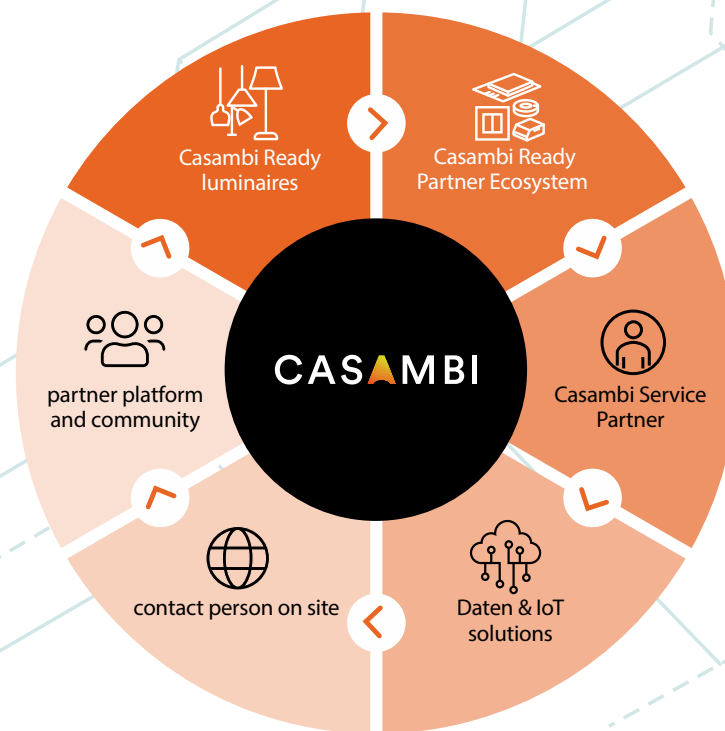 Casambi Ready
luminaires
Casambi Ready
Partner Ecosystem
CASAMBI
partner platform
and community
Casambi Service
Partner
contact person on site
Daten & IoT
solutions